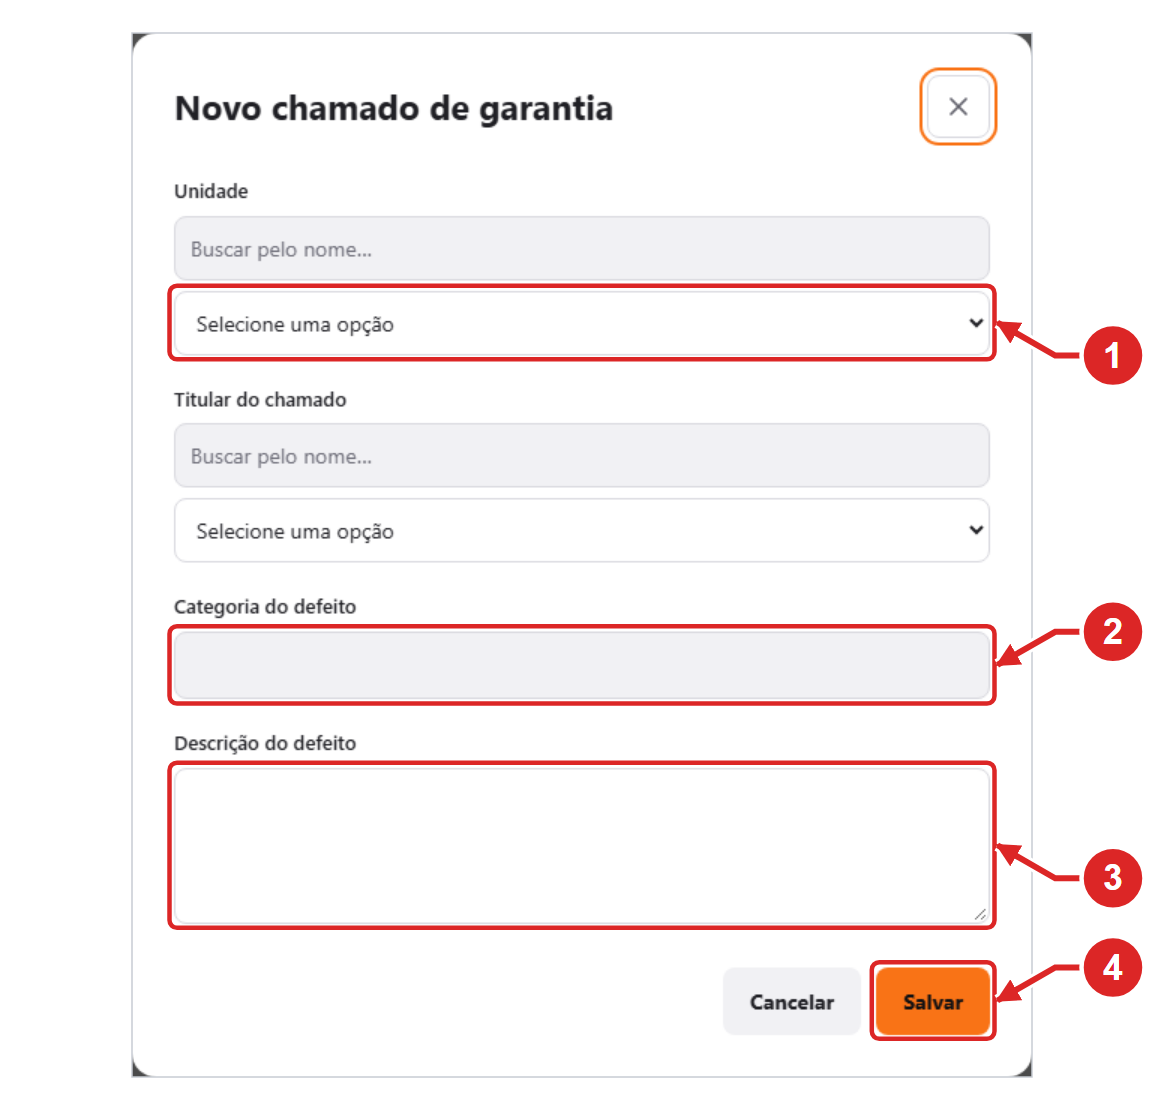 Novo chamado de garantia
Unidade
Buscar pelo nome...
Selecione uma opção
1
Titular do chamado
Buscar pelo nome...
Selecione uma opção
Categoria do defeito
2
Descrição do defeito
3
4
Cancelar
Salvar